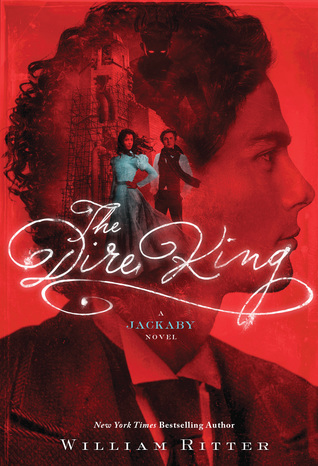 The
Dire King
A
JACKABY
NOVEL
New York Times Bestselling Author
WILLIAM RITTER